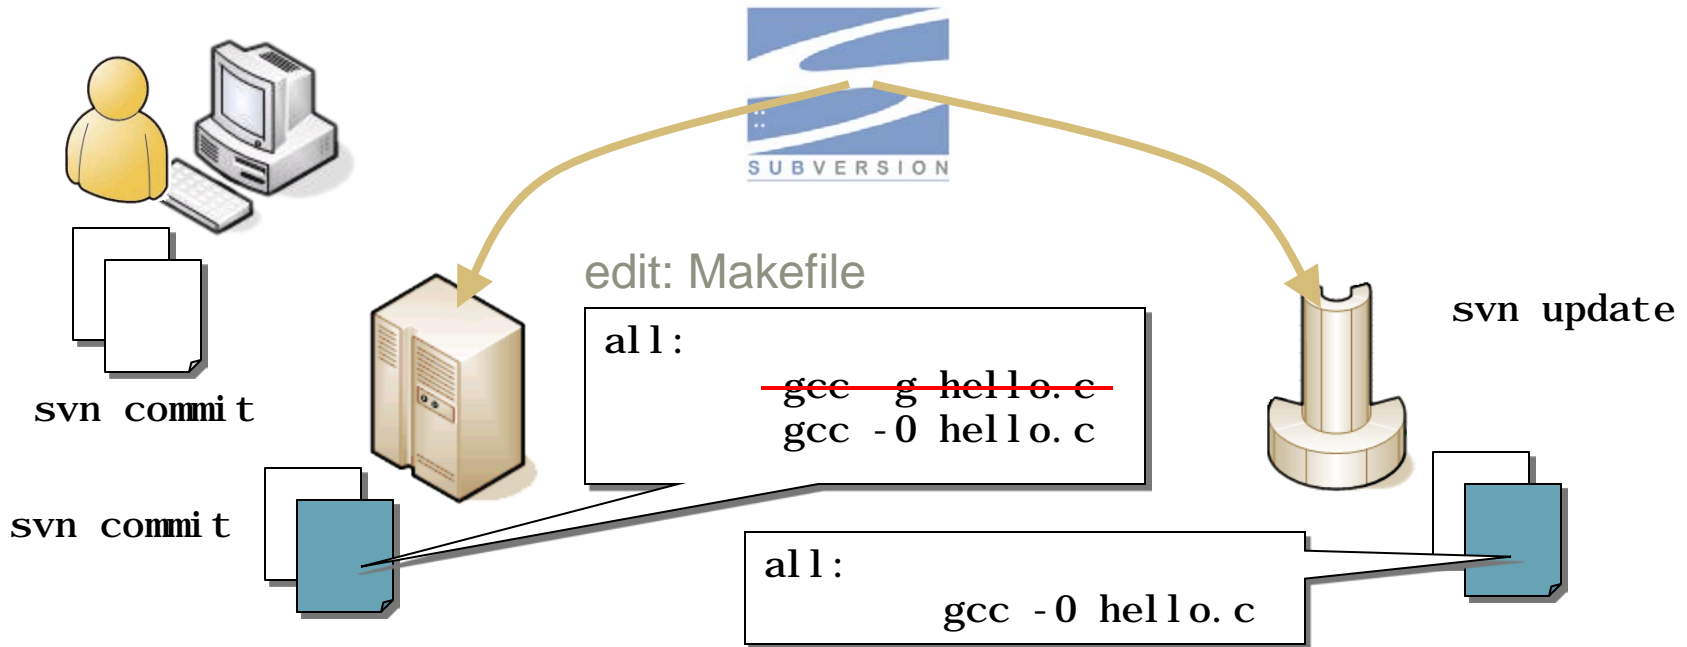 SUBVERSION
edit: Makefile
svn update
all:
gcc -g hello.c
gcc -O hello.c
svn commit
svn commit
all:
gcc -O hello.c